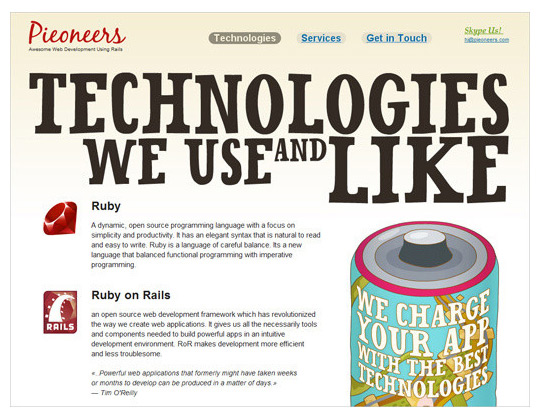 Pieoneers
Awesome Web Development Using Rails
Technologies
Services
Get in Touch
Skype Us!
hi@pieoneers.com
TECHNOLOGIES
WE USE AND LIKE
Ruby
A dynamic, open source programming language with a focus on
simplicity and productivity. It has an elegant syntax that is natural to read
and easy to write. Ruby is a language of careful balance. Its a new
language that balanced functional programming with imperative
programming.
Ruby on Rails
RAILS
an open source web development framework which has revolutionized
the way we create web applications. It gives us all the necessarily tools
and components needed to build powerful apps in an intuitive
development environment. RoR makes development more efficient
and less troublesome.
« Powerful web applications that formerly might have taken weeks
or months to develop can be produced in a matter of days.»
— Tim O'Reilly
WE CHARGE
YOUR APP
WITH THE BEST
TECHNOLOGIES